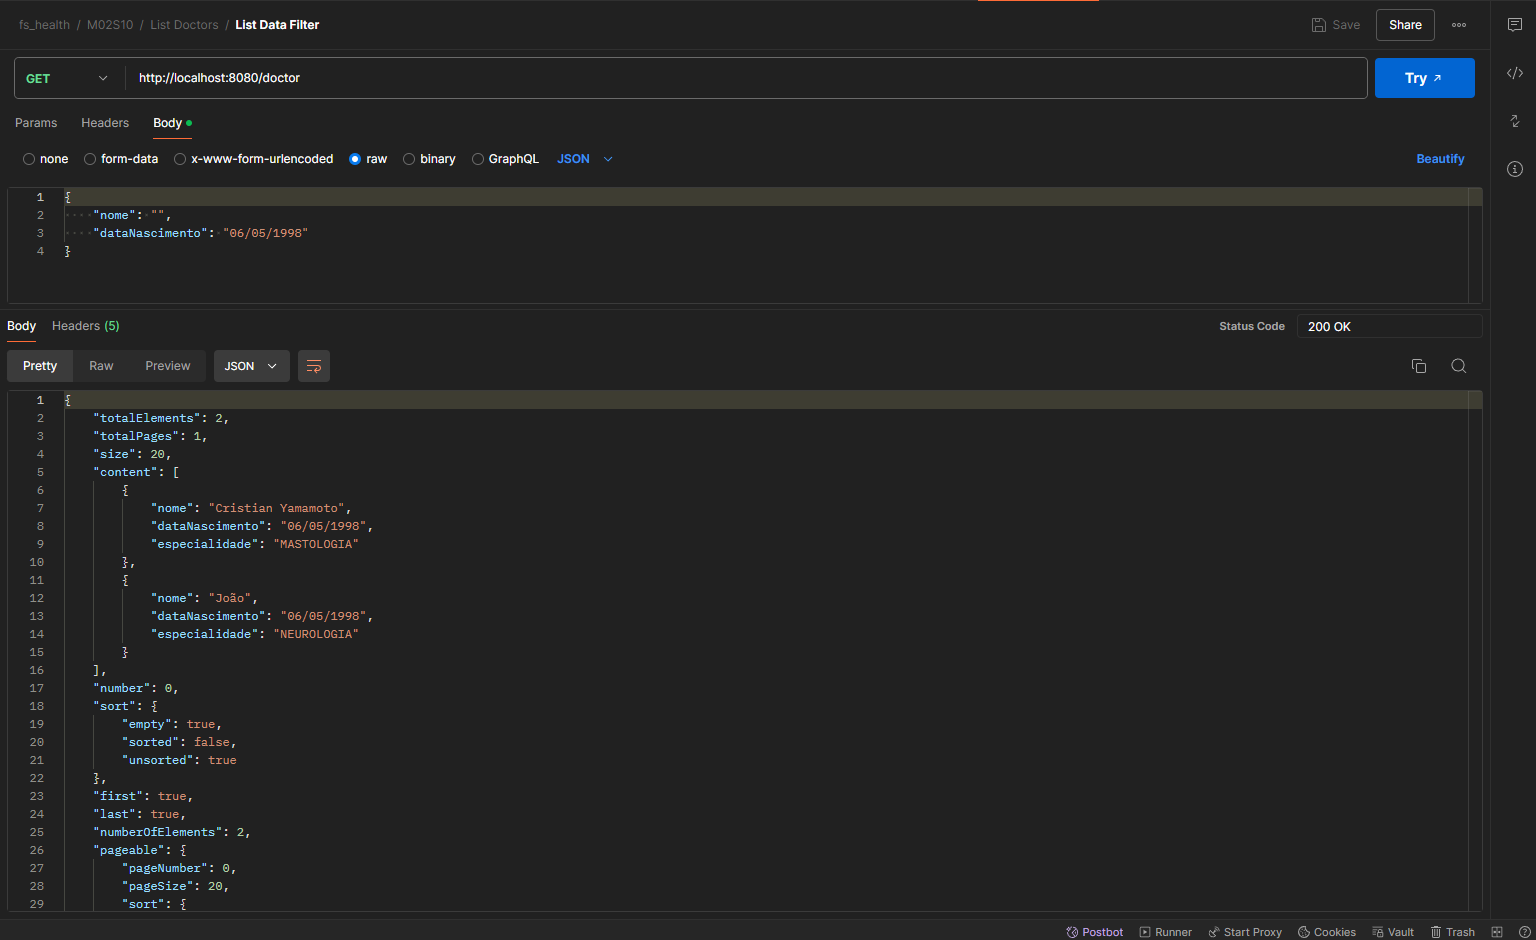 fs_health / M02S10 / List Doctors / List Data Filter
Save Share
GET http://localhost:8080/doctor Try ↗
Params Headers Body
none form-data x-www-form-urlencoded raw binary GraphQL JSON Beautify
1 {
2 "nome": "",
3 "dataNascimento": "06/05/1998"
4 }
Body Headers (5) Status Code 200 OK
Pretty Raw Preview JSON
1 {
2 "totalElements": 2,
3 "totalPages": 1,
4 "size": 20,
5 "content": [
6 {
7 "nome": "Cristian Yamamoto",
8 "dataNascimento": "06/05/1998",
9 "especialidade": "MASTOLOGIA"
10 },
11 {
12 "nome": "João",
13 "dataNascimento": "06/05/1998",
14 "especialidade": "NEUROLOGIA"
15 }
16 ],
17 "number": 0,
18 "sort": {
19 "empty": true,
20 "sorted": false,
21 "unsorted": true
22 },
23 "first": true,
24 "last": true,
25 "numberOfElements": 2,
26 "pageable": {
27 "pageNumber": 0,
28 "pageSize": 20,
29 "sort": {
Postbot Runner Start Proxy Cookies Vault Trash